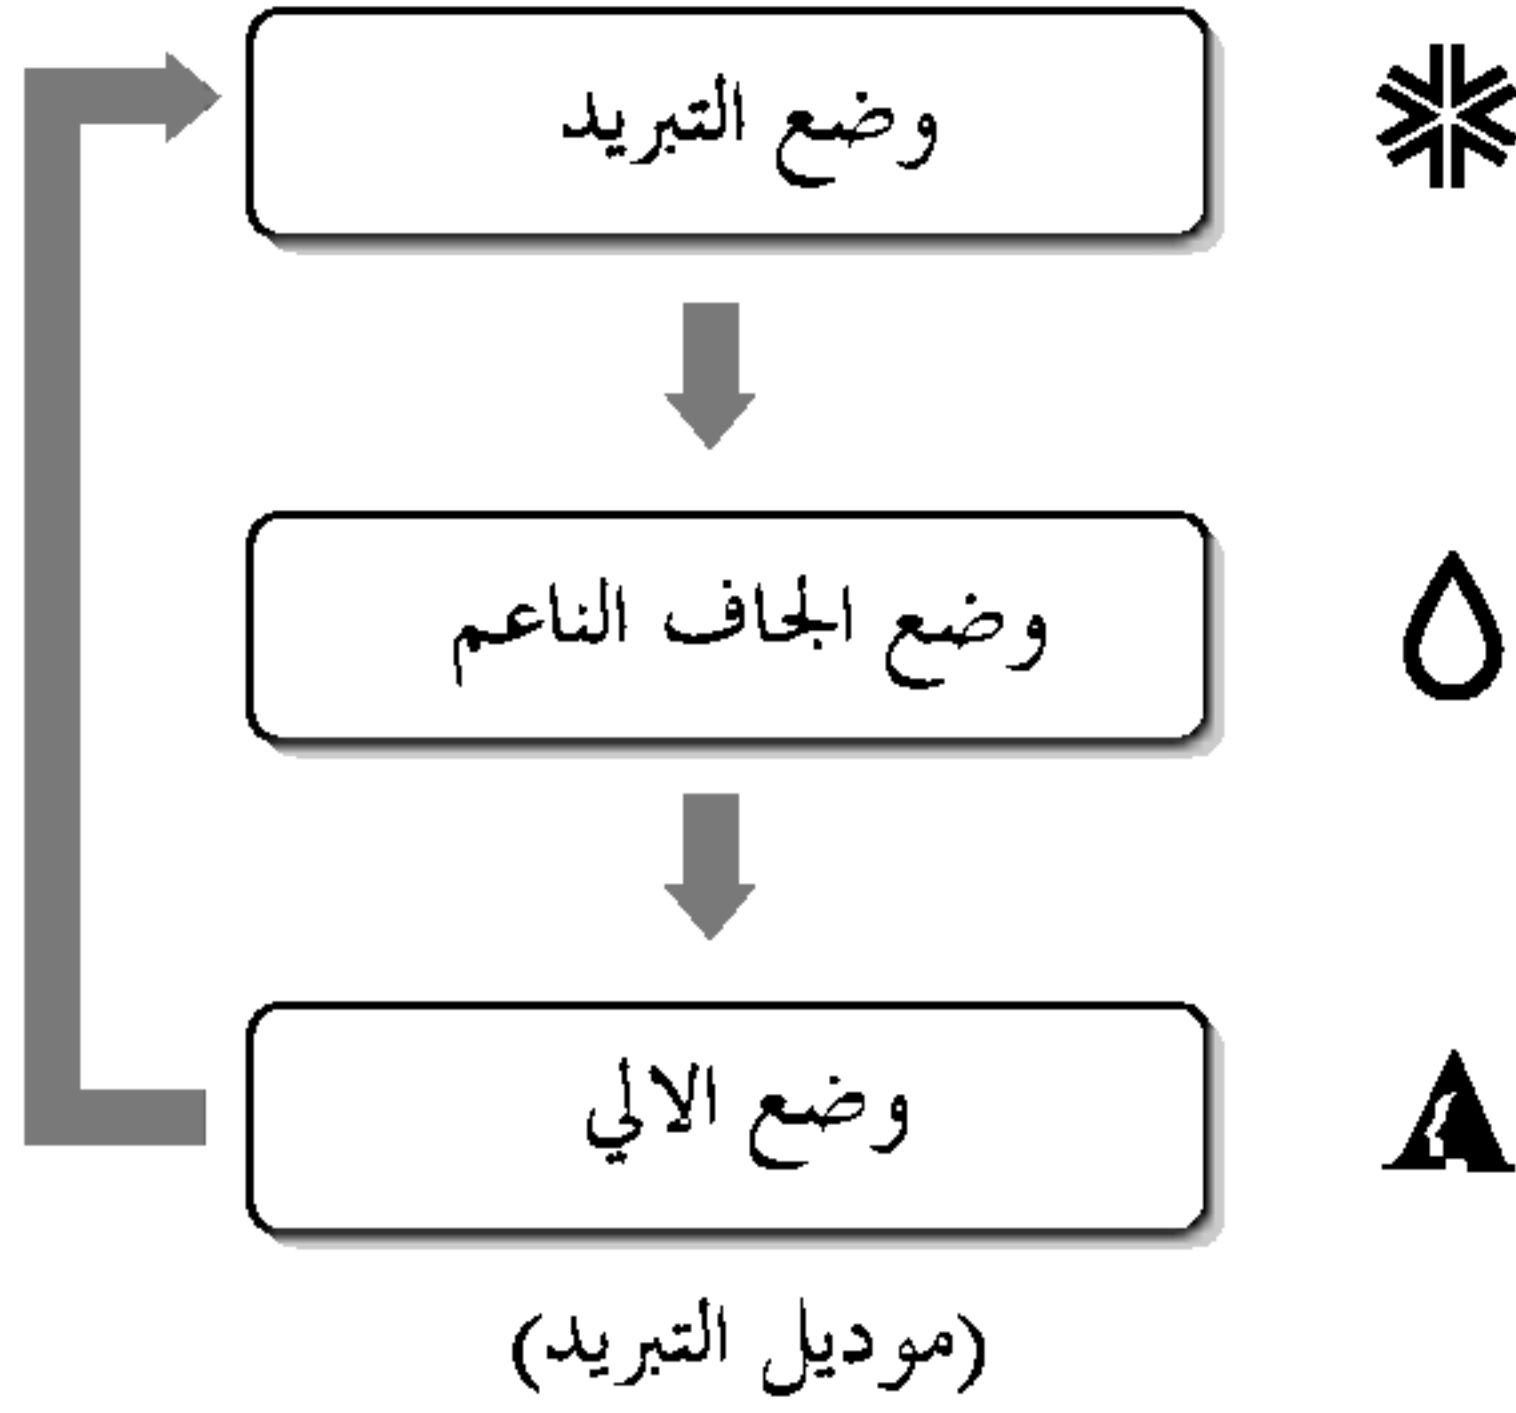 وضع التبريد
وضع الجاف الناعم
وضع الالي
(موديل التبريد)